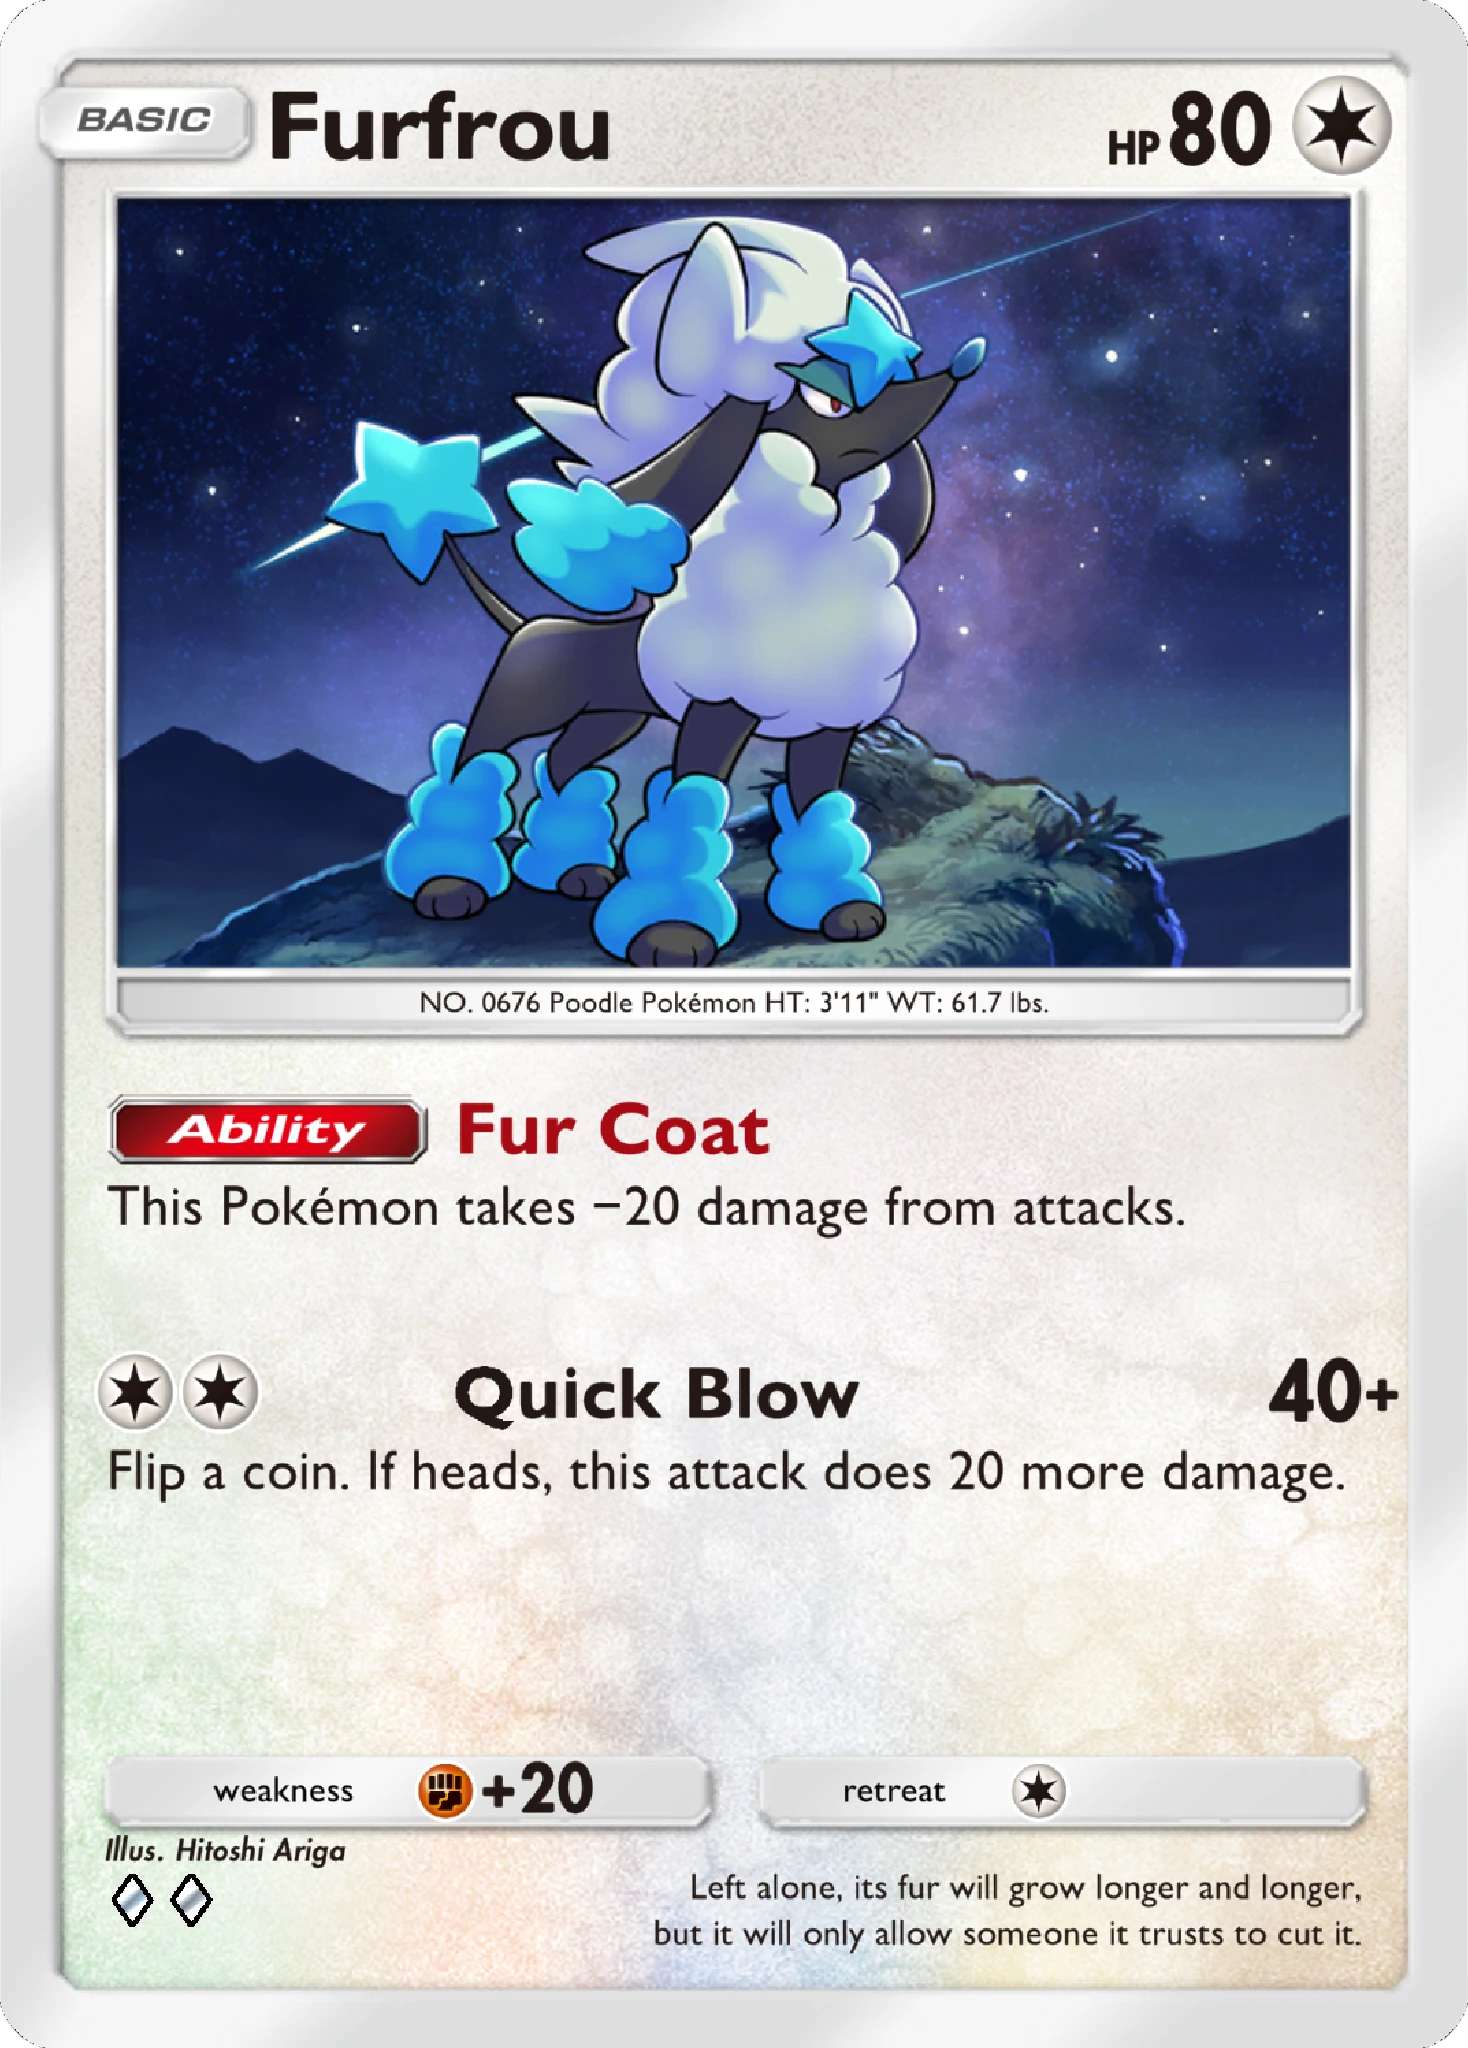 BASIC Furfrou HP 80
NO. 0676 Poodle Pokémon HT: 3'11" WT: 61.7 lbs.
Ability Fur Coat
This Pokémon takes −20 damage from attacks.
Quick Blow 40+
Flip a coin. If heads, this attack does 20 more damage.
weakness +20 retreat
Illus. Hitoshi Ariga
Left alone, its fur will grow longer and longer,
but it will only allow someone it trusts to cut it.